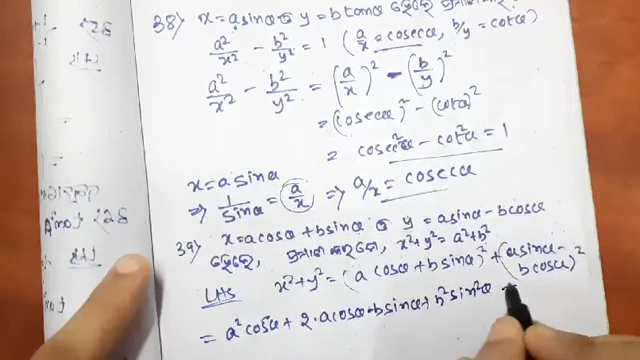 38) x = a sinα ଓ y = b tanα ହେଲେ
a²/x² - b²/y² = 1 (a/x = cosecα, b/y = cotα)
a²/x² - b²/y² = (a/x)² - (b/y)²
= (cosecα)² - (cotα)²
= cosec²α - cot²α = 1
x = a sinα
⇒ 1/sinα = a/x ⇒ a/x = cosecα
39) x = a cosα + b sinα ଓ y = a sinα - b cosα
ହେଲେ, ପ୍ରମାଣ କର ଯେ, x² + y² = a² + b²
LHS x² + y² = (a cosα + b sinα)² + (a sinα - b cosα)²
= a² cos²α + 2·a cosα·b sinα + b² sin²α